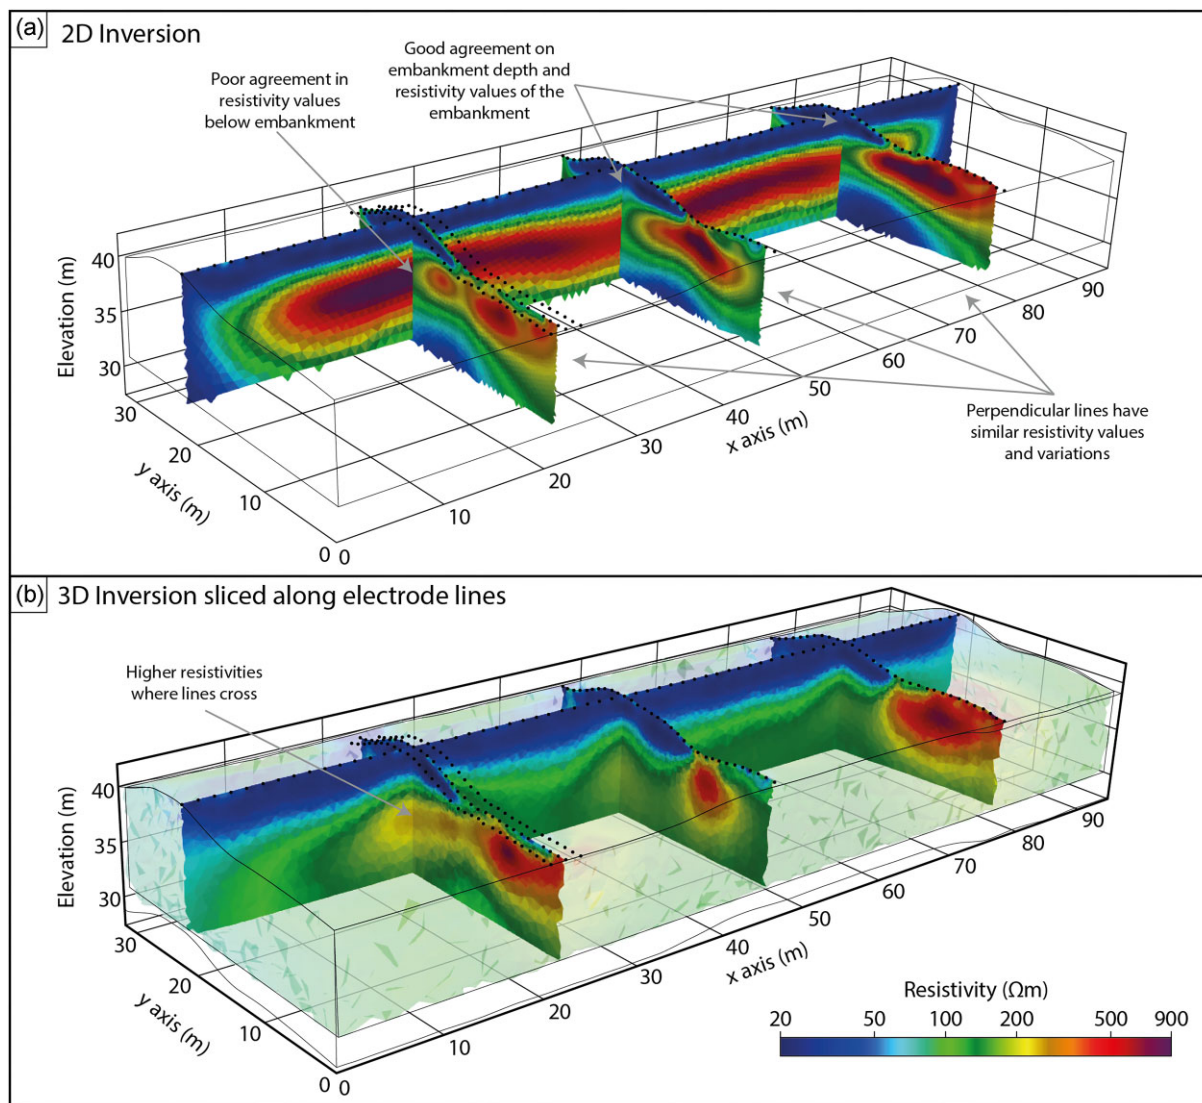 (a) 2D Inversion
Poor agreement in
resistivity values
below embankment
Good agreement on
embankment depth and
resistivity values of the
embankment
Perpendicular lines have
similar resistivity values
and variations
Elevation (m)
40
35
30
30
20
10
0
y axis (m)
0
10
20
30
40
50
60
70
80
90
x axis (m)
(b) 3D Inversion sliced along electrode lines
Higher resistivities
where lines cross
Elevation (m)
40
35
30
30
20
10
0
y axis (m)
0
10
20
30
40
50
60
70
80
90
x axis (m)
Resistivity (Ωm)
20 50 100 200 500 900